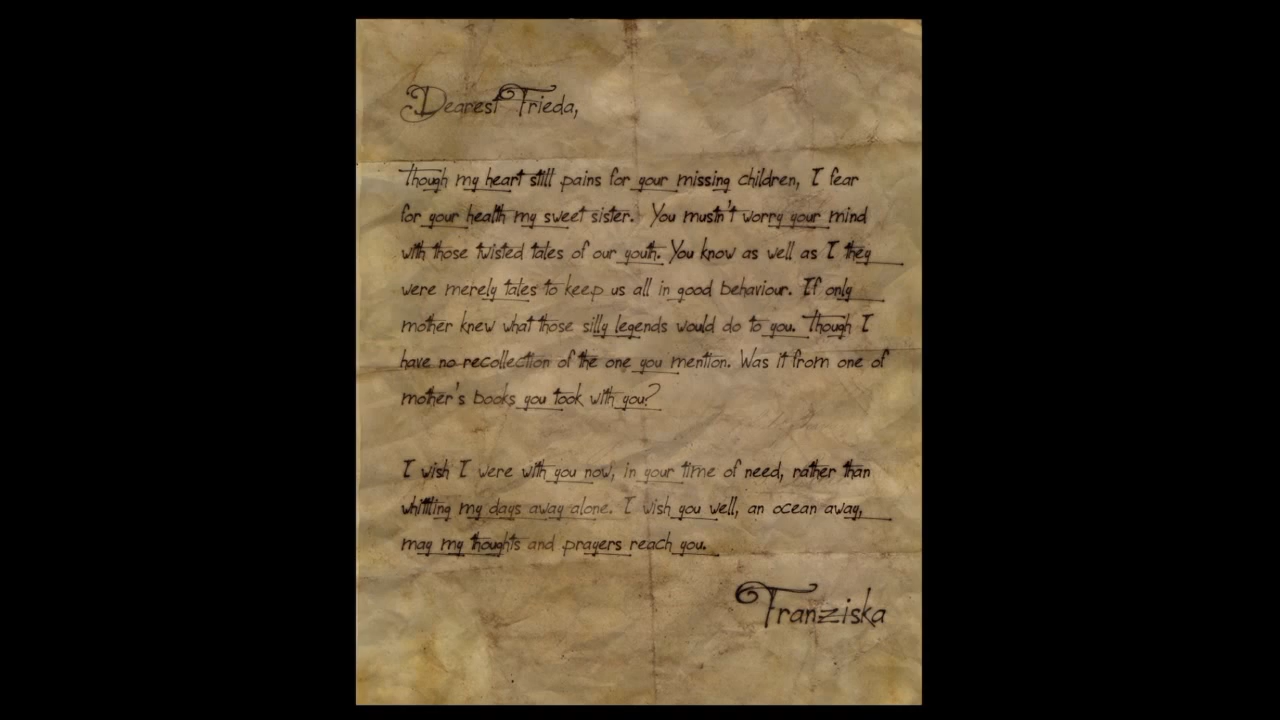 Dearest Frieda,
Though my heart still pains for your missing children, I fear
for your health my sweet sister. You mustn't worry your mind
with those twisted tales of our youth. You know as well as I they
were merely tales to keep us all in good behaviour. If only
mother knew what those silly legends would do to you. Though I
have no recollection of the one you mention. Was it from one of
mother's books you took with you?
I wish I were with you now, in your time of need, rather than
whittling my days away alone. I wish you well, an ocean away,
may my thoughts and prayers reach you.
Franziska